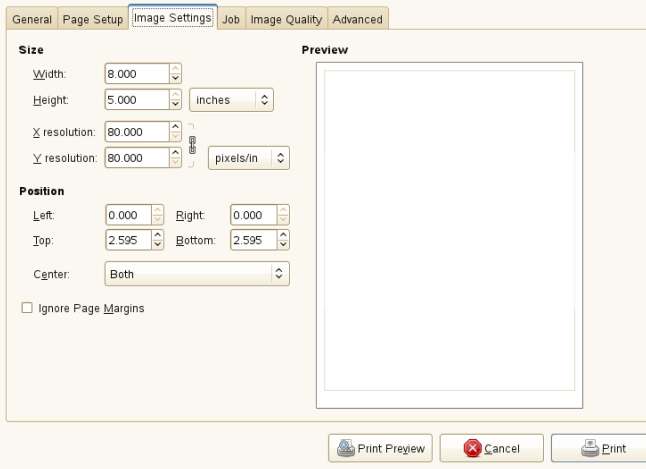 General Page Setup Image Settings Job Image Quality Advanced
Size
Preview
Width: 8.000
Height: 5.000 inches
X resolution: 80.000
Y resolution: 80.000 pixels/in
Position
Left: 0.000 Right: 0.000
Top: 2.595 Bottom: 2.595
Center: Both
Ignore Page Margins
Print Preview Cancel Print